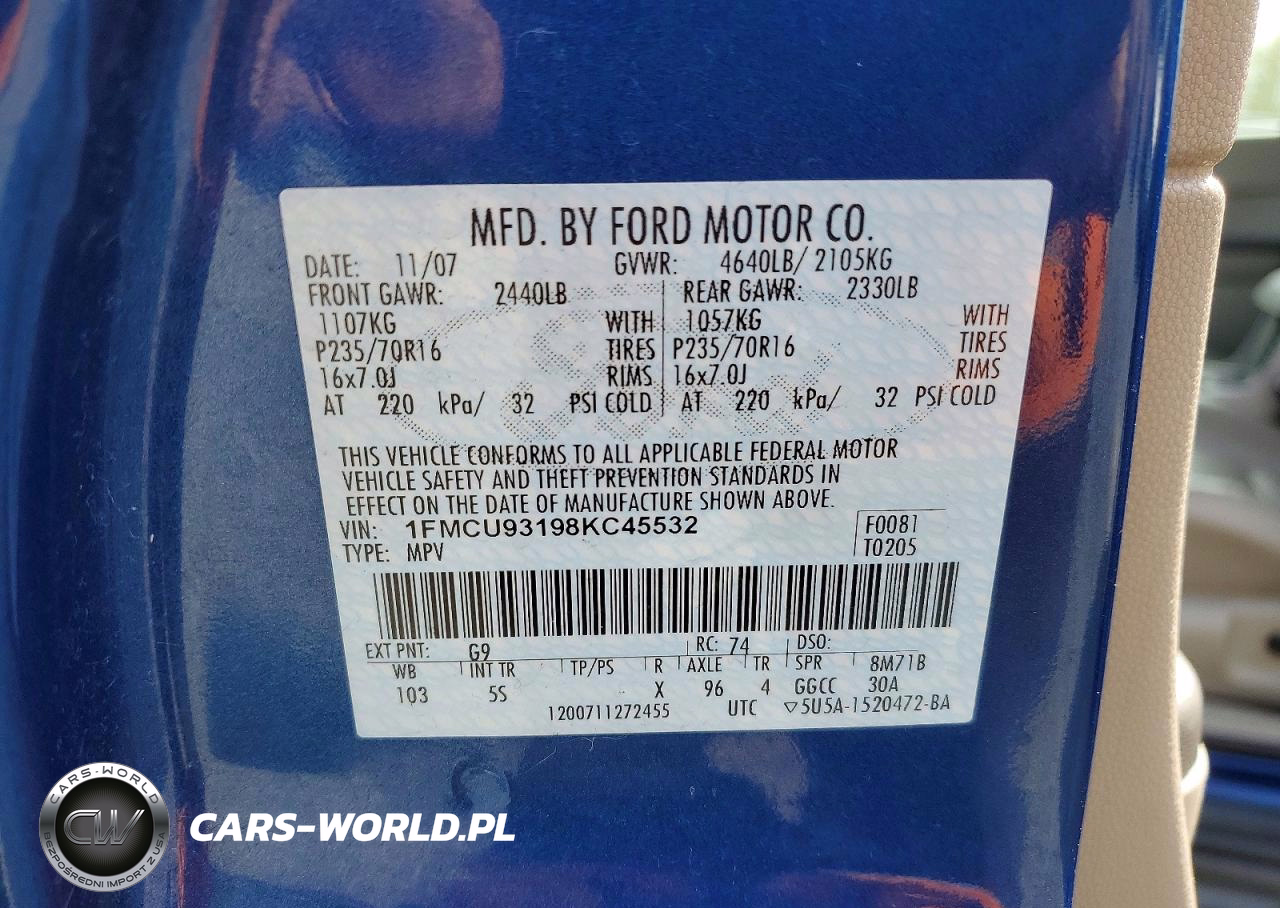 MFD. BY FORD MOTOR CO.
DATE: 11/07 GVWR: 4640LB/ 2105KG
FRONT GAWR: 2440LB REAR GAWR: 2330LB
1107KG WITH 1057KG WITH
P235/70R16 TIRES P235/70R16 TIRES
16x7.0J RIMS 16x7.0J RIMS
AT 220 kPa/ 32 PSI COLD AT 220 kPa/ 32 PSI COLD
THIS VEHICLE CONFORMS TO ALL APPLICABLE FEDERAL MOTOR
VEHICLE SAFETY AND THEFT PREVENTION STANDARDS IN
EFFECT ON THE DATE OF MANUFACTURE SHOWN ABOVE.
VIN: 1FMCU93198KC45532 F0081
TYPE: MPV T0205
EXT PNT: G9 RC: 74 DSO:
WB INT TR TP/PS R AXLE TR SPR 8M71B
103 5S X 96 4 GGCC 30A
1200711272455 UTC ▽5U5A-1520472-BA
CARS-WORLD
CW
BEZPOŚREDNI IMPORT Z USA
CARS-WORLD.PL